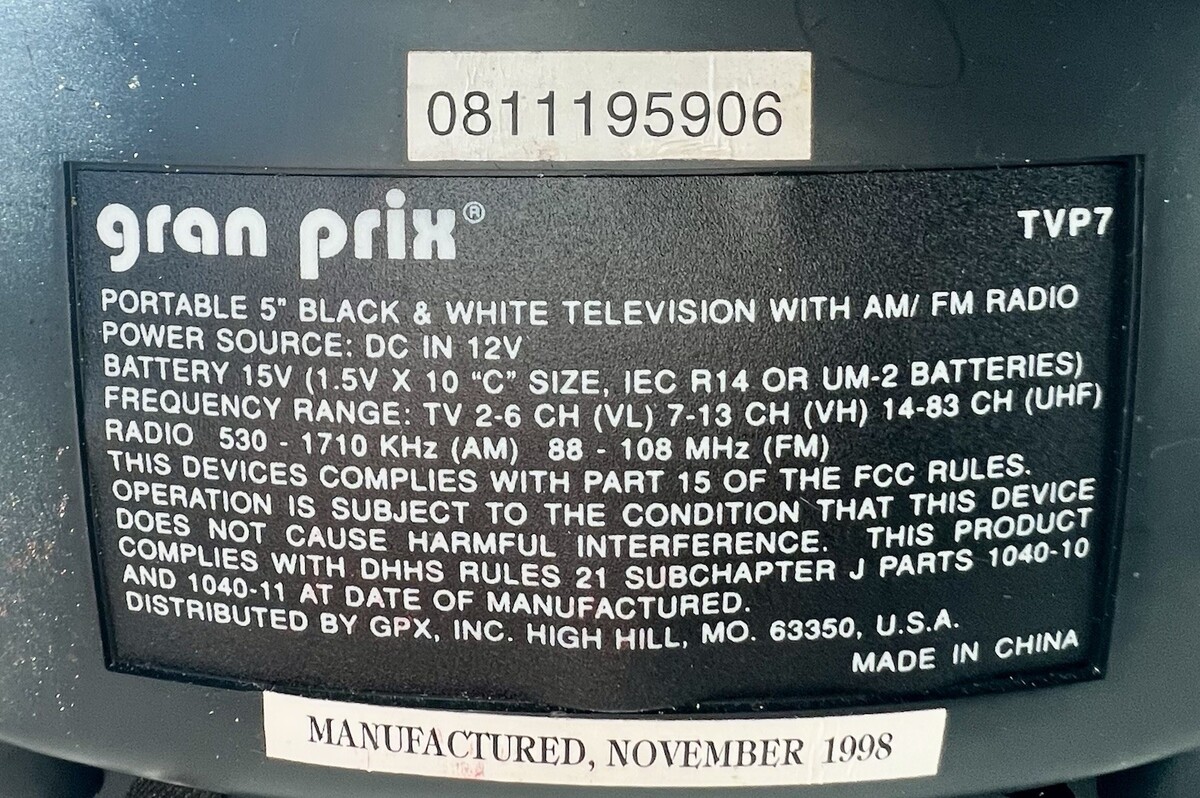 0811195906
gran prix®
TVP7
PORTABLE 5" BLACK & WHITE TELEVISION WITH AM/ FM RADIO
POWER SOURCE: DC IN 12V
BATTERY 15V (1.5V X 10 “C” SIZE, IEC R14 OR UM-2 BATTERIES)
FREQUENCY RANGE: TV 2-6 CH (VL) 7-13 CH (VH) 14-83 CH (UHF)
RADIO 530 - 1710 KHz (AM) 88 - 108 MHz (FM)
THIS DEVICES COMPLIES WITH PART 15 OF THE FCC RULES.
OPERATION IS SUBJECT TO THE CONDITION THAT THIS DEVICE
DOES NOT CAUSE HARMFUL INTERFERENCE. THIS PRODUCT
COMPLIES WITH DHHS RULES 21 SUBCHAPTER J PARTS 1040-10
AND 1040-11 AT DATE OF MANUFACTURED.
DISTRIBUTED BY GPX, INC. HIGH HILL, MO. 63350, U.S.A.
MADE IN CHINA
MANUFACTURED, NOVEMBER 1998